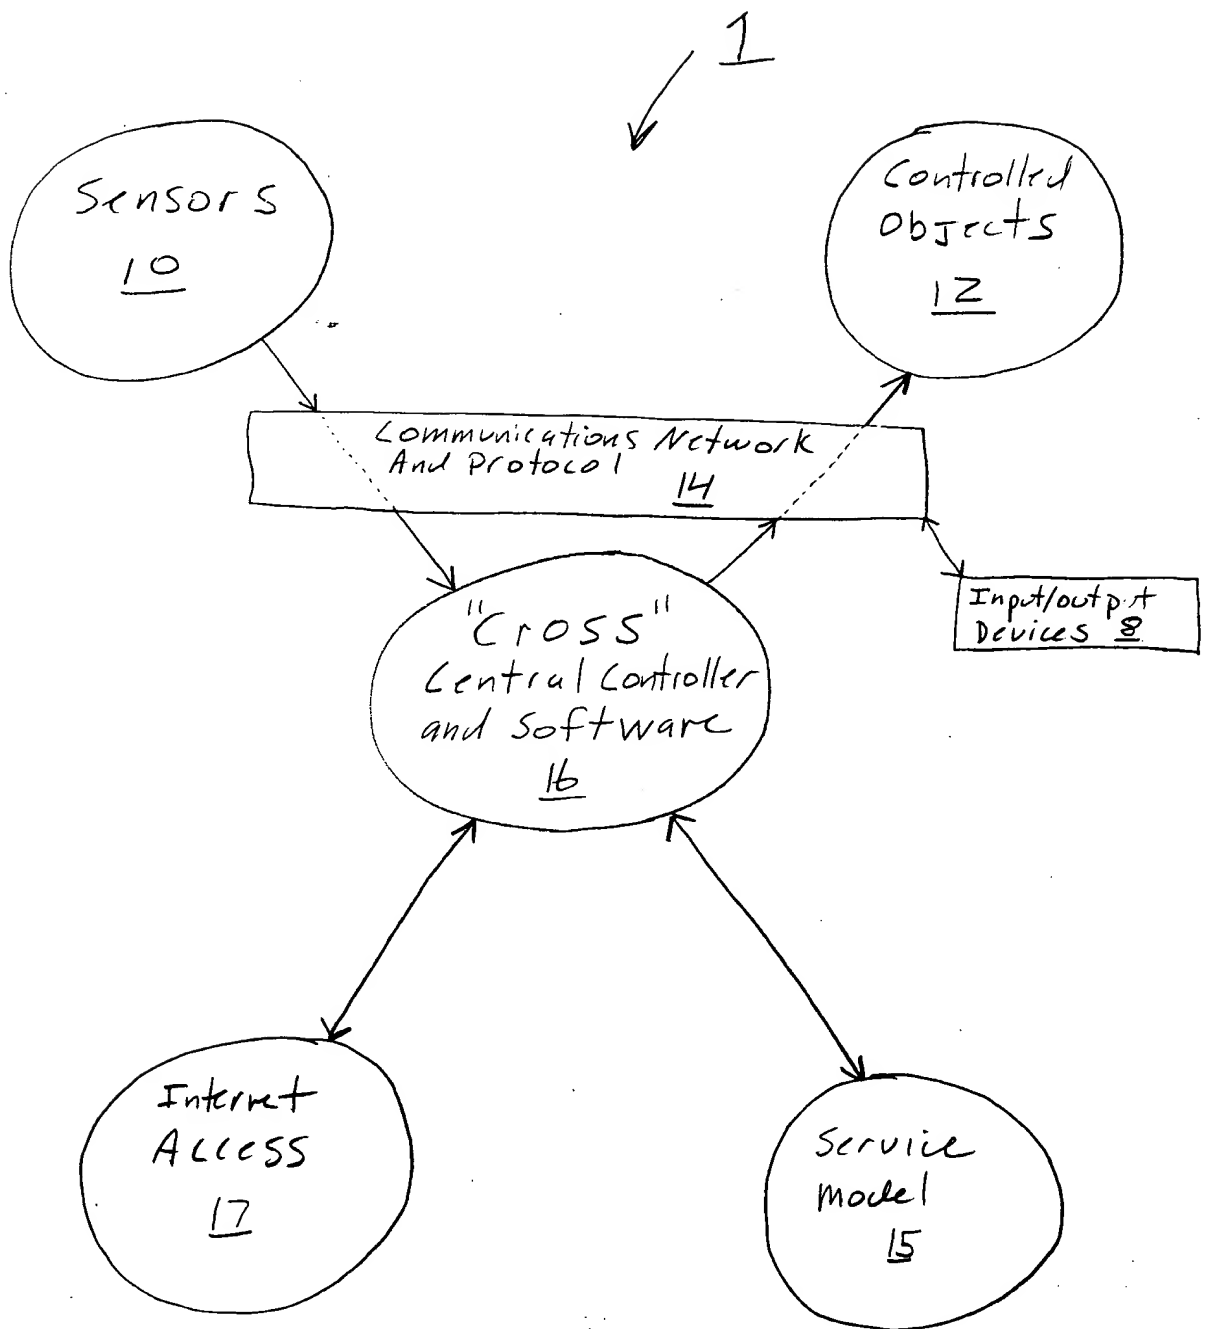 1
Sensors
10
Controlled
Objects
12
Communications Network
And Protocol
14
Input/output
Devices 8
"Cross"
Central Controller
and Software
16
Internet
Access
17
Service
Model
15